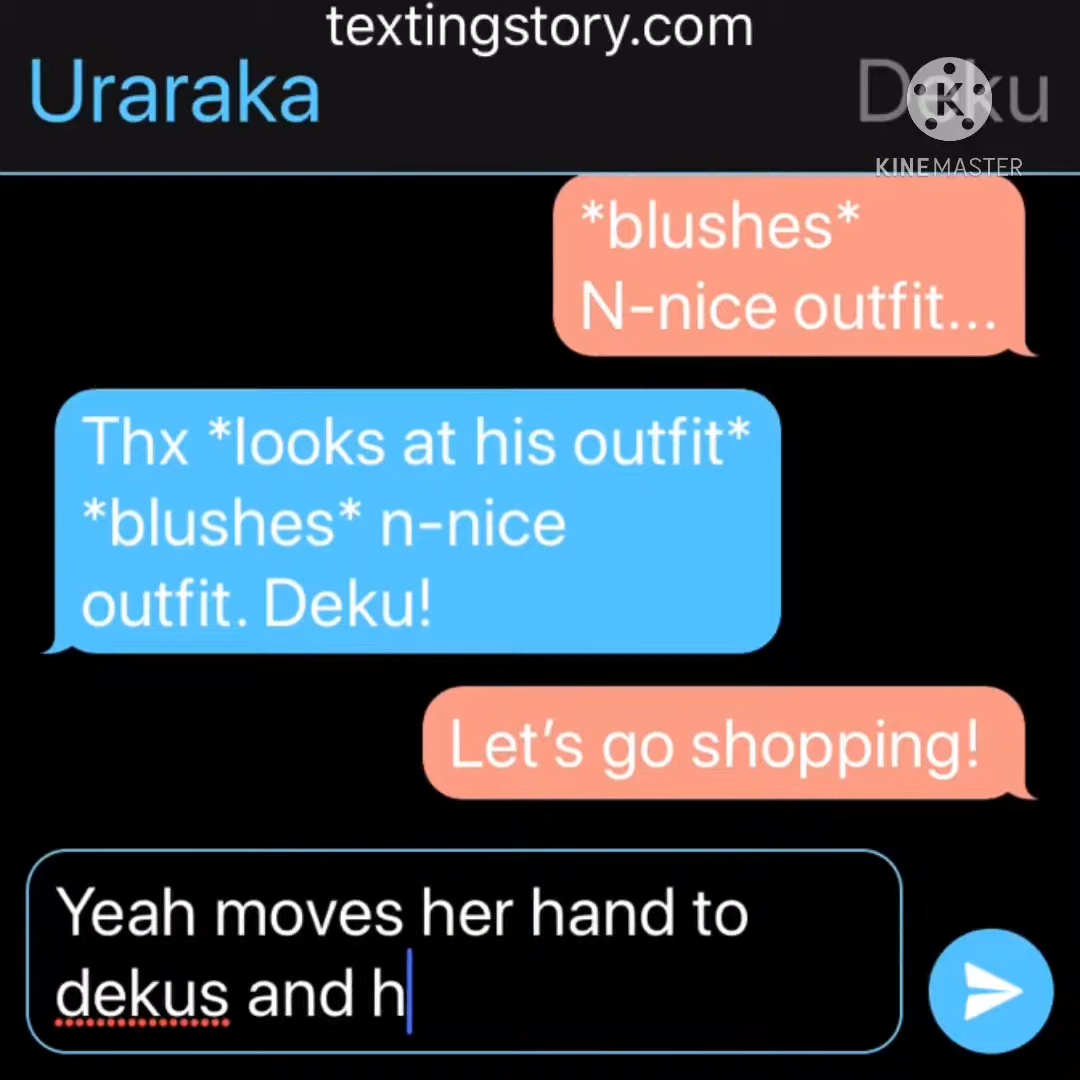 textingstory.com
Uraraka
Deku
K
KINEMASTER
*blushes*
N-nice outfit...
Thx *looks at his outfit*
*blushes* n-nice
outfit. Deku!
Let's go shopping!
Yeah moves her hand to
dekus and h